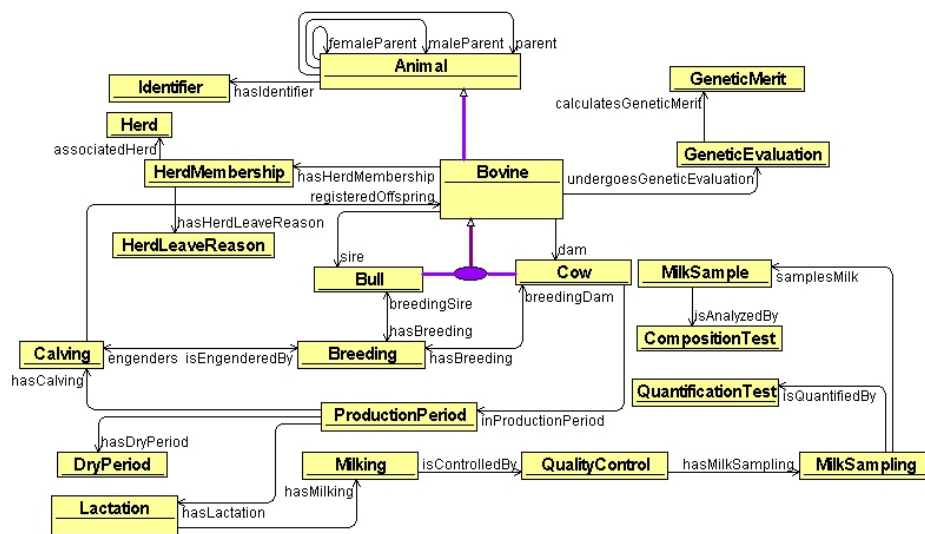 femaleParent
maleParent
parent
Animal
Identifier
hasIdentifier
GeneticMerit
calculatesGeneticMerit
Herd
associatedHerd
HerdMembership
hasHerdMembership
Bovine
GeneticEvaluation
undergoesGeneticEvaluation
registeredOffspring
hasHerdLeaveReason
HerdLeaveReason
sire
dam
Bull
Cow
MilkSample
samplesMilk
breedingSire
breedingDam
isAnalyzedBy
hasBreeding
CompositionTest
Calving
engenders
isEngenderedBy
Breeding
hasBreeding
hasCalving
QuantificationTest
isQuantifiedBy
ProductionPeriod
inProductionPeriod
hasDryPeriod
DryPeriod
Milking
isControlledBy
QualityControl
hasMilkSampling
MilkSampling
hasMilking
Lactation
hasLactation